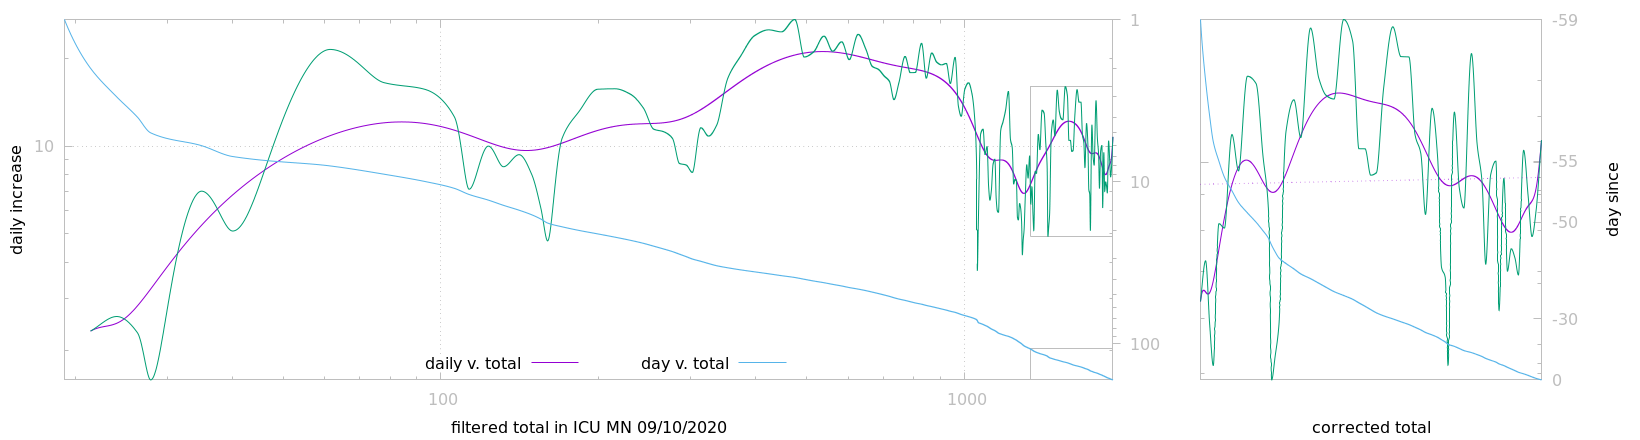 daily increase
10
daily v. total
day v. total
100
1000
filtered total in ICU MN 09/10/2020
1
10
100
-59
-55
-50
-30
0
day since
corrected total